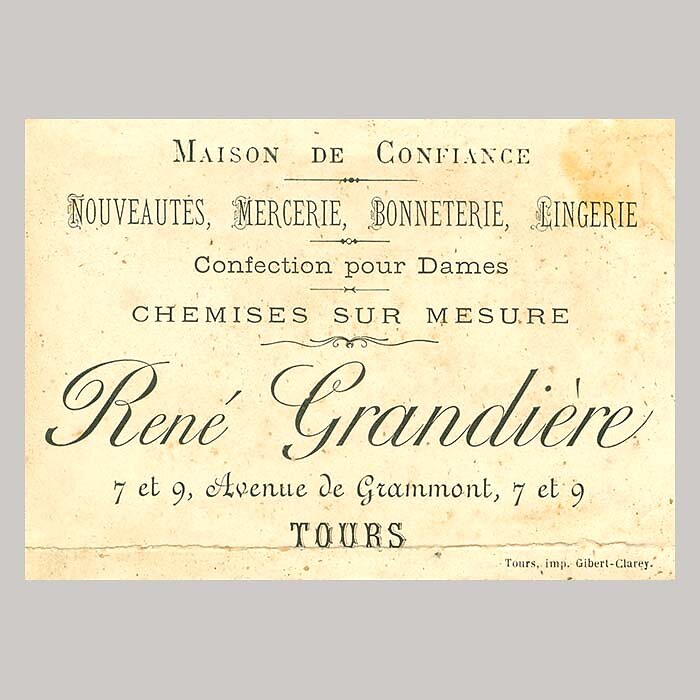 MAISON DE CONFIANCE
NOUVEAUTÉS, MERCERIE, BONNETERIE, LINGERIE
Confection pour Dames
CHEMISES SUR MESURE
René Grandière
7 et 9, Avenue de Grammont, 7 et 9
TOURS
Tours, imp. Gibert-Clarey.